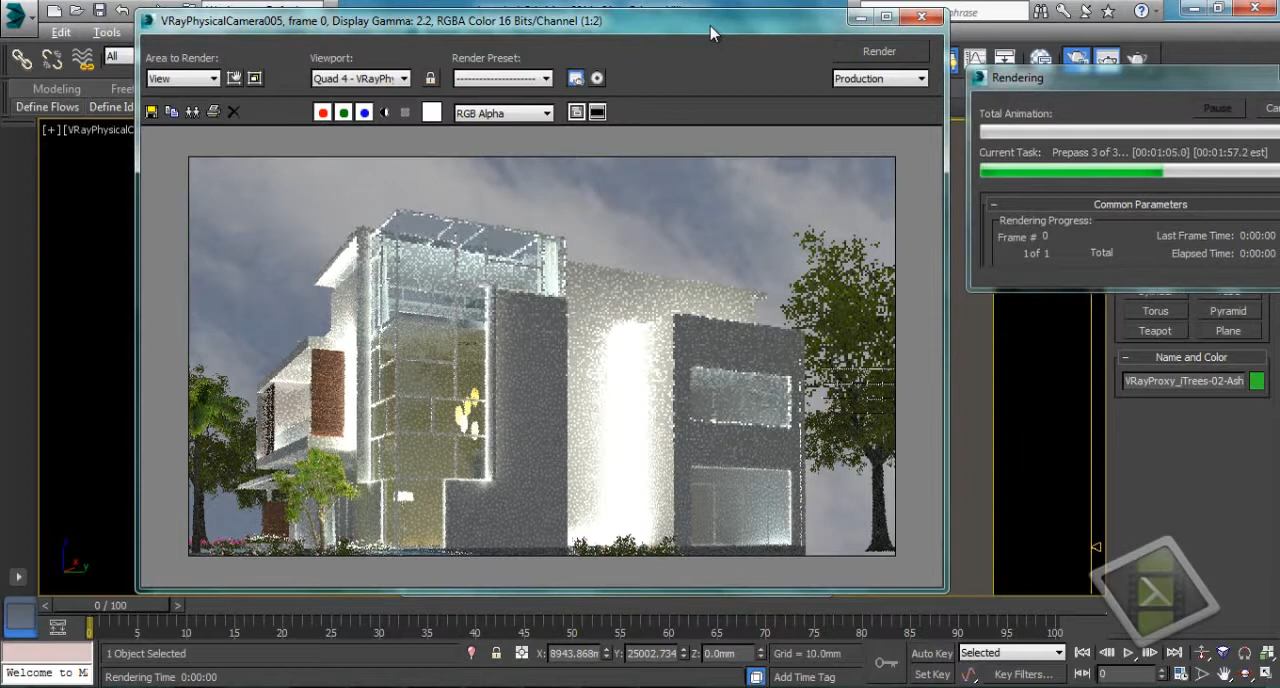 VRayPhysicalCamera005, frame 0, Display Gamma: 2.2, RGBA Color 16 Bits/Channel (1:2)
Edit Tools
Area to Render: Viewport: Render Preset: Render
View Quad 4 - VRayPhy -------------------- Production
All
Modeling
Define Flows
RGB Alpha
[+] [VRayPhysicalC
Rendering
Pause
Total Animation:
Current Task: Prepass 3 of 3... [00:01:05.0] [00:01:57.2 est]
Common Parameters
Rendering Progress:
Frame # 0 Last Frame Time: 0:00:00
1 of 1 Total Elapsed Time: 0:00:00
Torus Pyramid
Teapot Plane
Name and Color
VRayProxy_iTrees-02-Ash
z
x
y
0 / 100
5 10 15 20 25 30 35 40 45 50 55 60 65 70 75 80 85 90 95 100
1 Object Selected X: 8943.868m Y: 25002.734 Z: 0.0mm Grid = 10.0mm Auto Key Selected
Welcome to M
Rendering Time 0:00:00 Add Time Tag Set Key Key Filters... 0